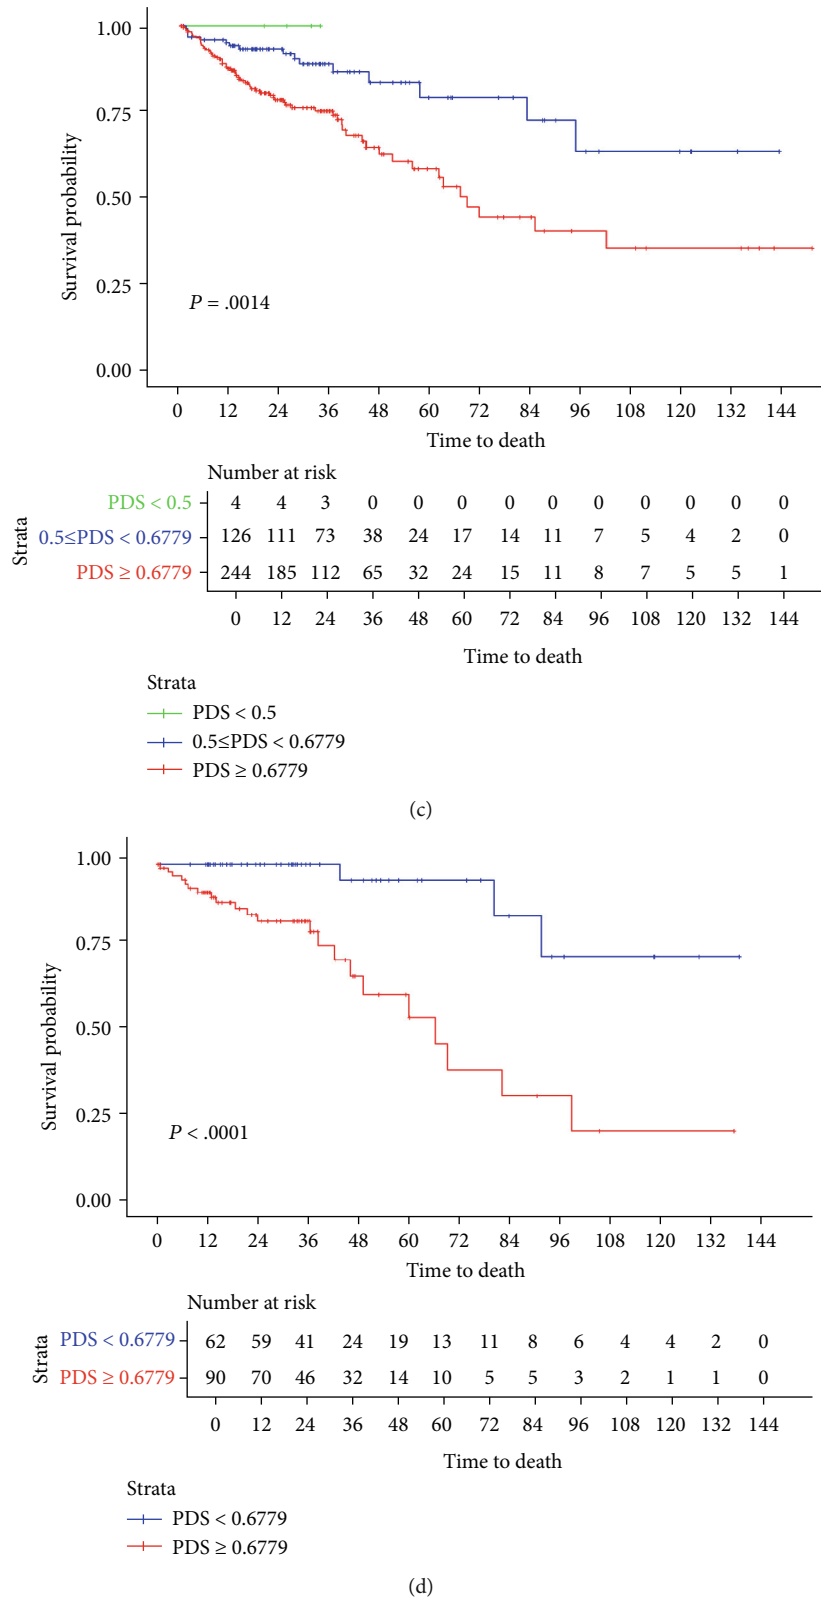 1.00
0.75
0.50
0.25
0.00
Survival probability
P = .0014
0 12 24 36 48 60 72 84 96 108 120 132 144
Time to death
Number at risk
Strata
PDS < 0.5 4 4 3 0 0 0 0 0 0 0 0 0 0
0.5≤PDS < 0.6779 126 111 73 38 24 17 14 11 7 5 4 2 0
PDS ≥ 0.6779 244 185 112 65 32 24 15 11 8 7 5 5 1
0 12 24 36 48 60 72 84 96 108 120 132 144
Time to death
Strata
PDS < 0.5
0.5≤PDS < 0.6779
PDS ≥ 0.6779
(c)
1.00
0.75
0.50
0.25
0.00
Survival probability
P < .0001
0 12 24 36 48 60 72 84 96 108 120 132 144
Time to death
Number at risk
Strata
PDS < 0.6779 62 59 41 24 19 13 11 8 6 4 4 2 0
PDS ≥ 0.6779 90 70 46 32 14 10 5 5 3 2 1 1 0
0 12 24 36 48 60 72 84 96 108 120 132 144
Time to death
Strata
PDS < 0.6779
PDS ≥ 0.6779
(d)